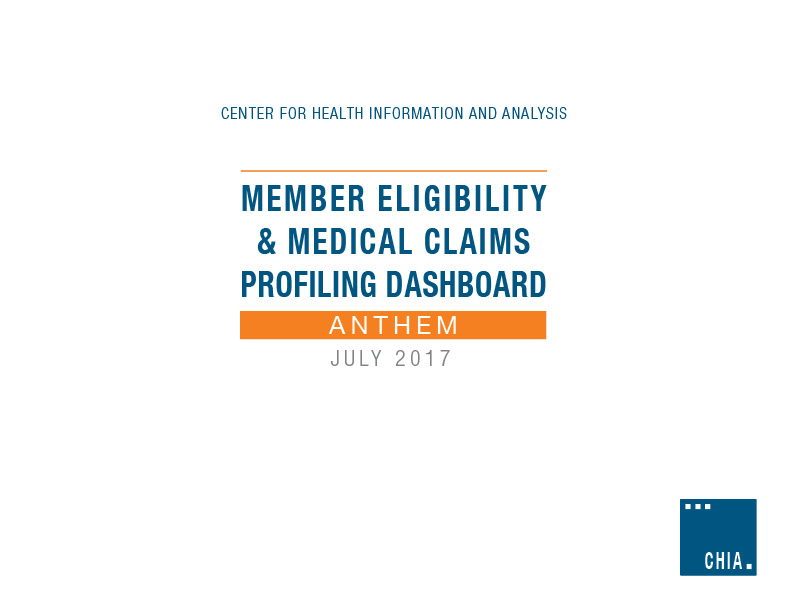 CENTER FOR HEALTH INFORMATION AND ANALYSIS
MEMBER ELIGIBILITY
& MEDICAL CLAIMS
PROFILING DASHBOARD
ANTHEM
JULY 2017
CHIA.